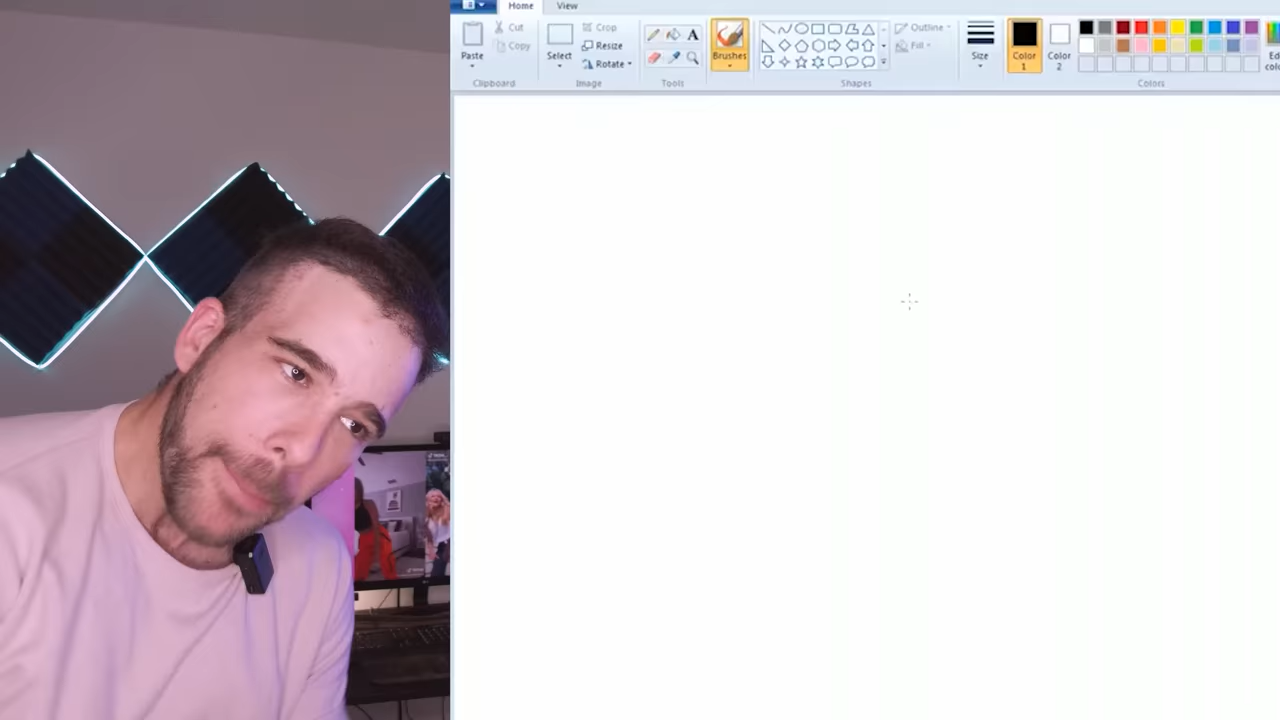 Home View
Cut
Copy
Paste
Clipboard
Select
Crop
Resize
Rotate
Image
A
Tools
Brushes
Shapes
Outline
Fill
Size
Color
1
Color
2
Colors